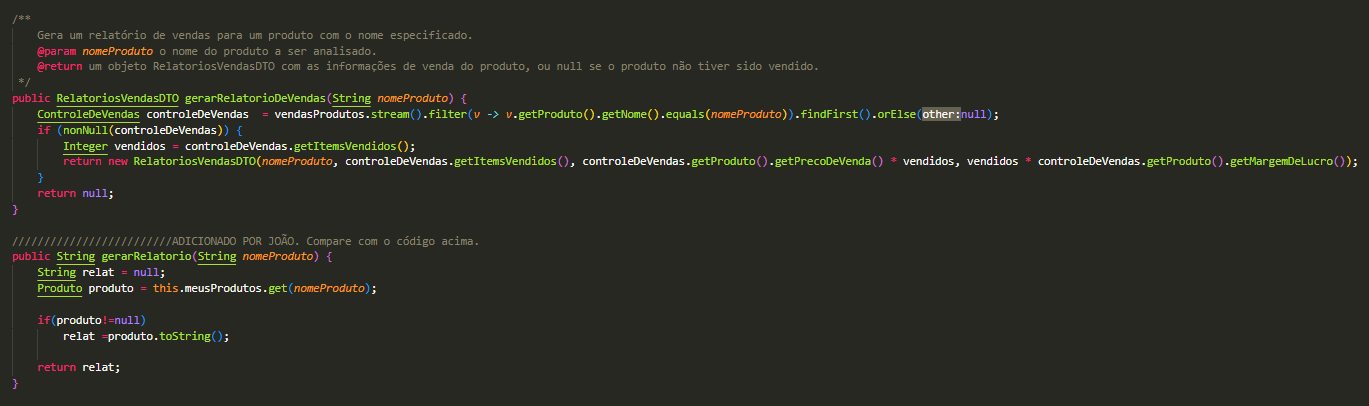 /**
Gera um relatório de vendas para um produto com o nome especificado.
@param nomeProduto o nome do produto a ser analisado.
@return um objeto RelatoriosVendasDTO com as informações de venda do produto, ou null se o produto não tiver sido vendido.
*/
public RelatoriosVendasDTO gerarRelatorioDeVendas(String nomeProduto) {
ControleDeVendas controleDeVendas  = vendasProdutos.stream().filter(v -> v.getProduto().getNome().equals(nomeProduto)).findFirst().orElse(other:null);
if (nonNull(controleDeVendas)) {
Integer vendidos = controleDeVendas.getItemsVendidos();
return new RelatoriosVendasDTO(nomeProduto, controleDeVendas.getItemsVendidos(), controleDeVendas.getProduto().getPrecoDeVenda() * vendidos, vendidos * controleDeVendas.getProduto().getMargemDeLucro());
}
return null;
}
/////////////////////////ADICIONADO POR JOÃO. Compare com o código acima.
public String gerarRelatorio(String nomeProduto) {
String relat = null;
Produto produto = this.meusProdutos.get(nomeProduto);
if(produto!=null)
relat =produto.toString();
return relat;
}